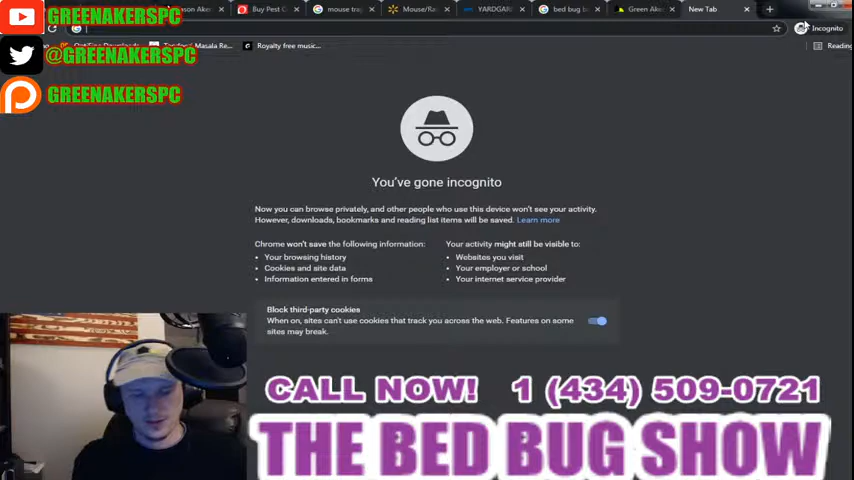 GREENAKERSPC
@GREENAKERSPC
GREENAKERSPC
Buy Pest C
mouse trap
Mouse/Ra
YARDGAR
bed bug b
Green Ake
New Tab
Incognito
Masala Re...
Royalty free music...
Reading
You've gone incognito
Now you can browse privately, and other people who use this device won't see your activity.
However, downloads, bookmarks and reading list items will be saved. Learn more
Chrome won't save the following information:
• Your browsing history
• Cookies and site data
• Information entered in forms
Your activity might still be visible to:
• Websites you visit
• Your employer or school
• Your internet service provider
Block third-party cookies
When on, sites can't use cookies that track you across the web. Features on some
sites may break.
CALL NOW! 1 (434) 509-0721
THE BED BUG SHOW